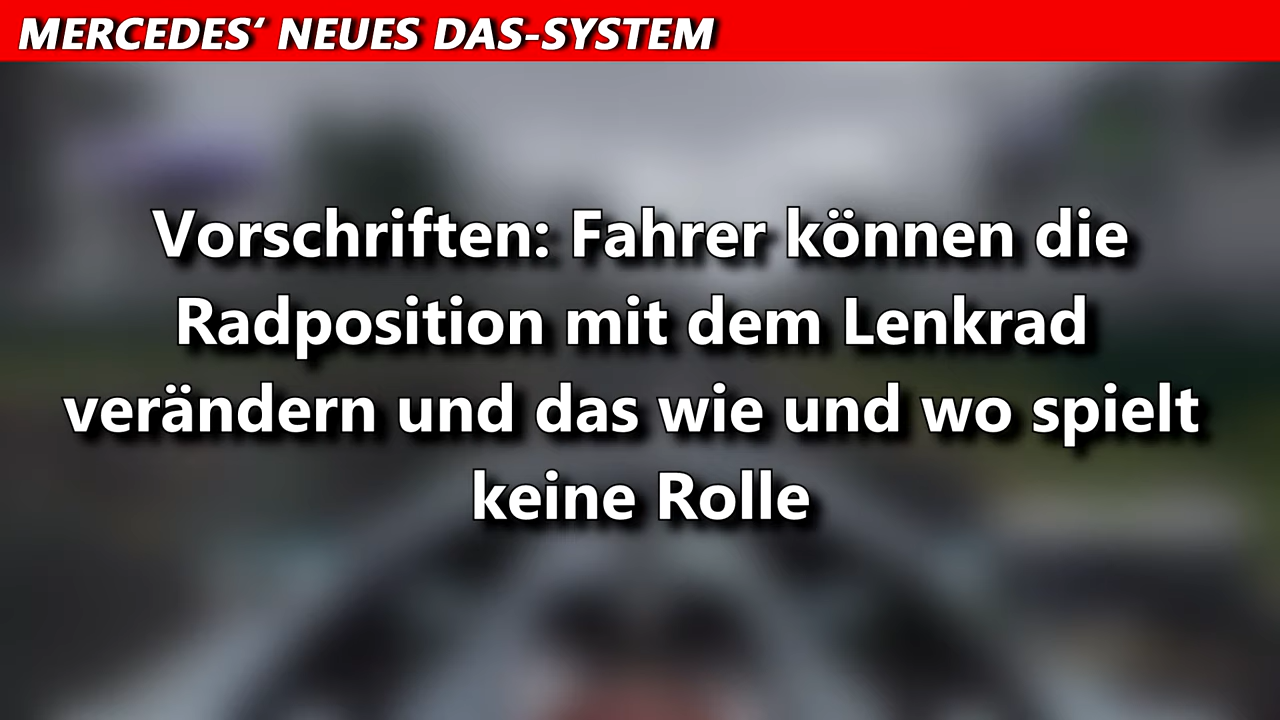 MERCEDES‘ NEUES DAS-SYSTEM
Vorschriften: Fahrer können die
Radposition mit dem Lenkrad
verändern und das wie und wo spielt
keine Rolle